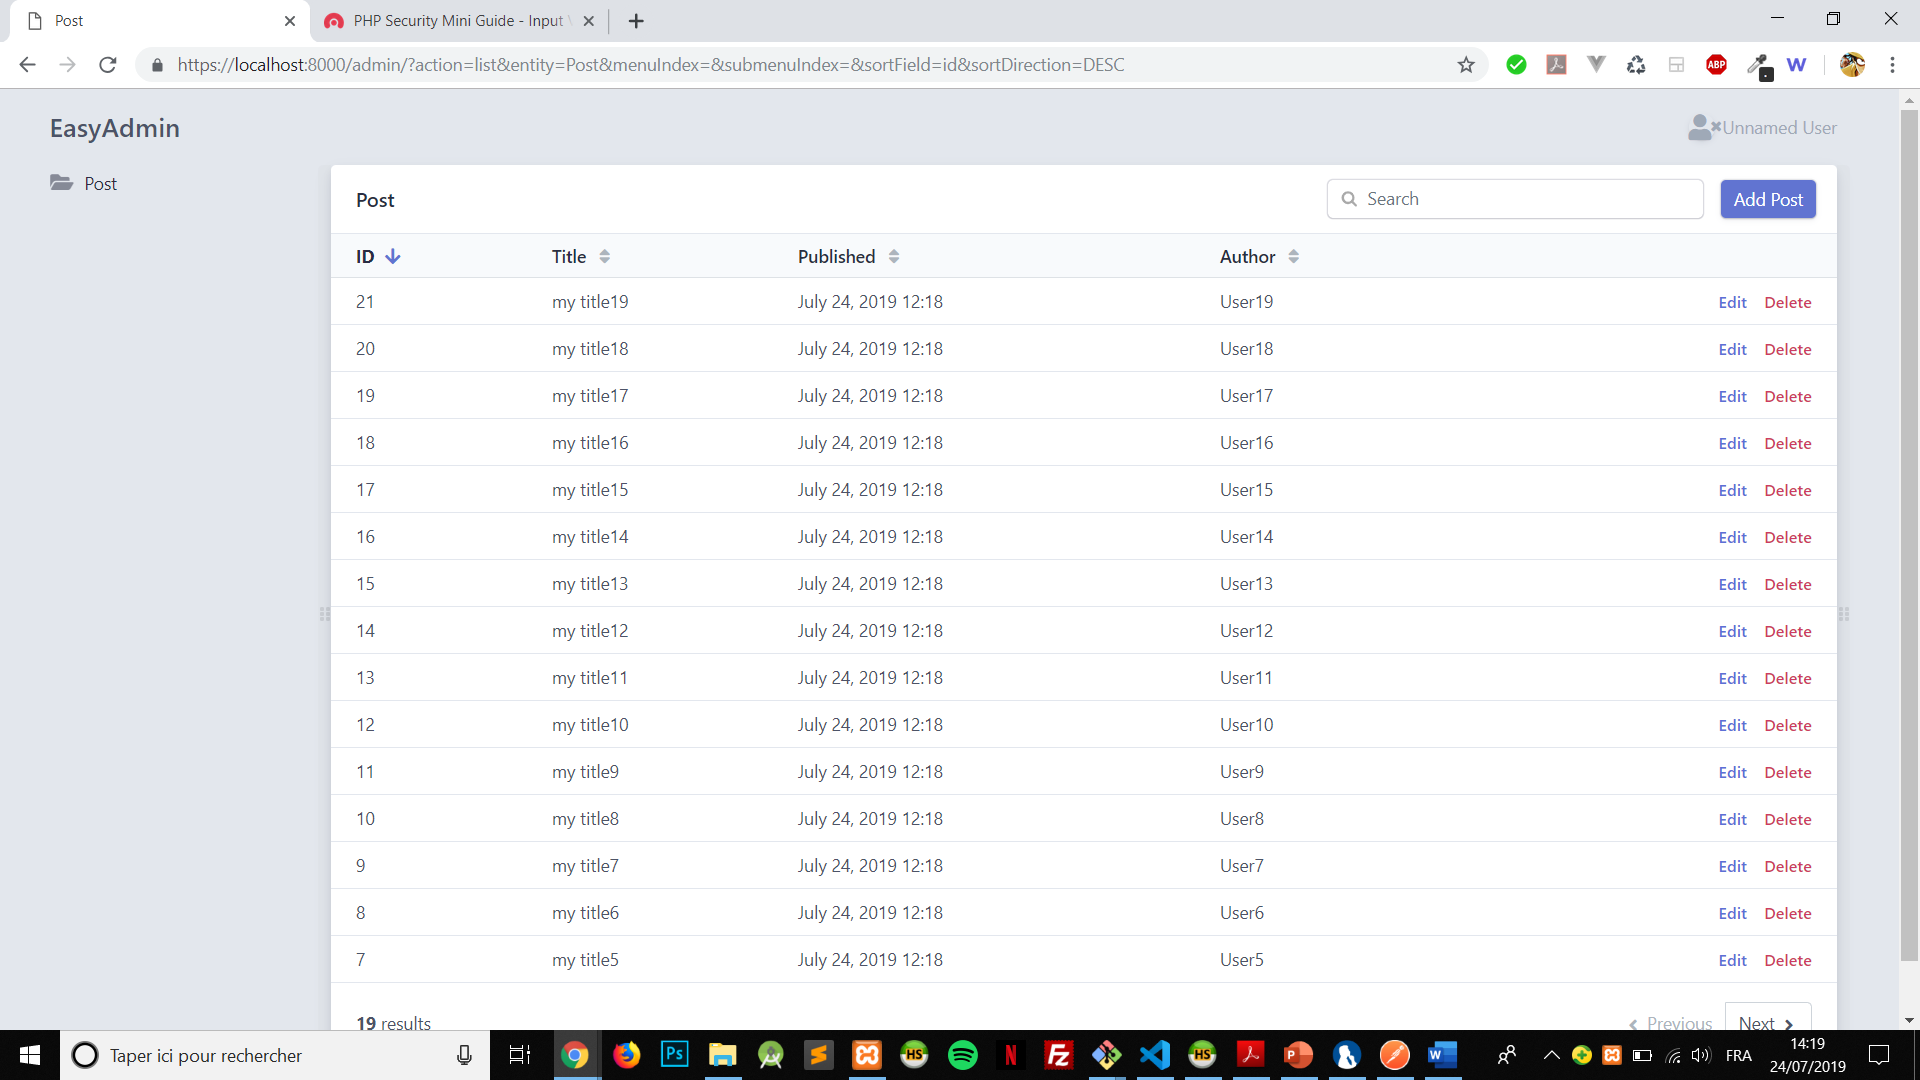 Post
PHP Security Mini Guide - Input
https://localhost:8000/admin/?action=list&entity=Post&menuIndex=&submenuIndex=&sortField=id&sortDirection=DESC
ABP
W
EasyAdmin
Unnamed User
Post
Post
Search
Add Post
ID Title Published Author
21 my title19 July 24, 2019 12:18 User19 Edit Delete
20 my title18 July 24, 2019 12:18 User18 Edit Delete
19 my title17 July 24, 2019 12:18 User17 Edit Delete
18 my title16 July 24, 2019 12:18 User16 Edit Delete
17 my title15 July 24, 2019 12:18 User15 Edit Delete
16 my title14 July 24, 2019 12:18 User14 Edit Delete
15 my title13 July 24, 2019 12:18 User13 Edit Delete
14 my title12 July 24, 2019 12:18 User12 Edit Delete
13 my title11 July 24, 2019 12:18 User11 Edit Delete
12 my title10 July 24, 2019 12:18 User10 Edit Delete
11 my title9 July 24, 2019 12:18 User9 Edit Delete
10 my title8 July 24, 2019 12:18 User8 Edit Delete
9 my title7 July 24, 2019 12:18 User7 Edit Delete
8 my title6 July 24, 2019 12:18 User6 Edit Delete
7 my title5 July 24, 2019 12:18 User5 Edit Delete
19 results
Previous Next
Taper ici pour rechercher
Ps
HS
N
Fz
HS
P
W
FRA
14:19
24/07/2019